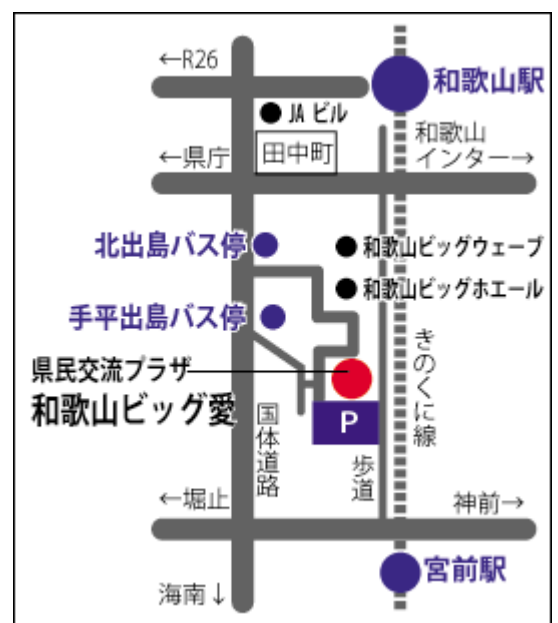 ←R26
和歌山駅
JA ビル
田中町
←県庁
和歌山
インター→
北出島バス停
和歌山ビッグウェーブ
和歌山ビッグホエール
手平出島バス停
きのくに線
県民交流プラザ
和歌山ビッグ愛
P
国体道路
歩道
←堀止
神前→
宮前駅
海南↓